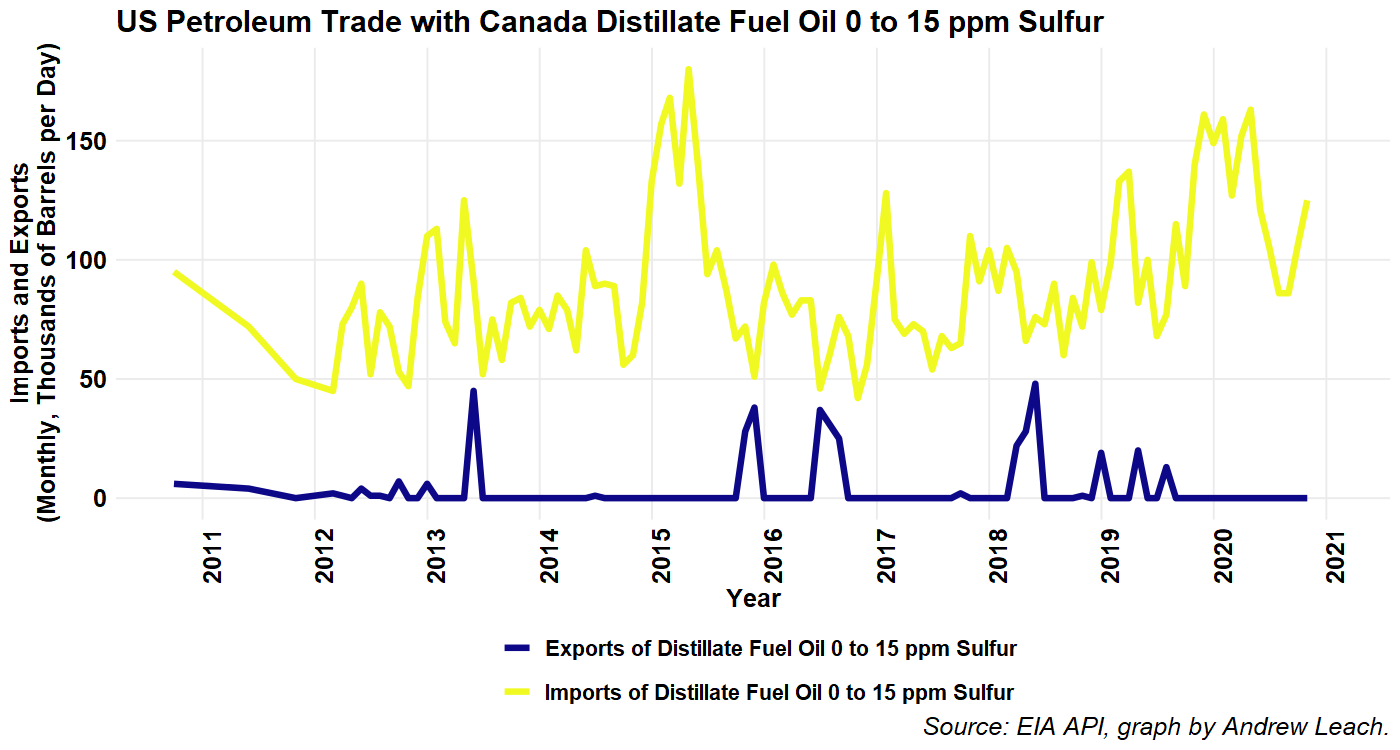 US Petroleum Trade with Canada Distillate Fuel Oil 0 to 15 ppm Sulfur
Imports and Exports
(Monthly, Thousands of Barrels per Day)
150
100
50
0
2011
2012
2013
2014
2015
2016
2017
2018
2019
2020
2021
Year
Exports of Distillate Fuel Oil 0 to 15 ppm Sulfur
Imports of Distillate Fuel Oil 0 to 15 ppm Sulfur
Source: EIA API, graph by Andrew Leach.